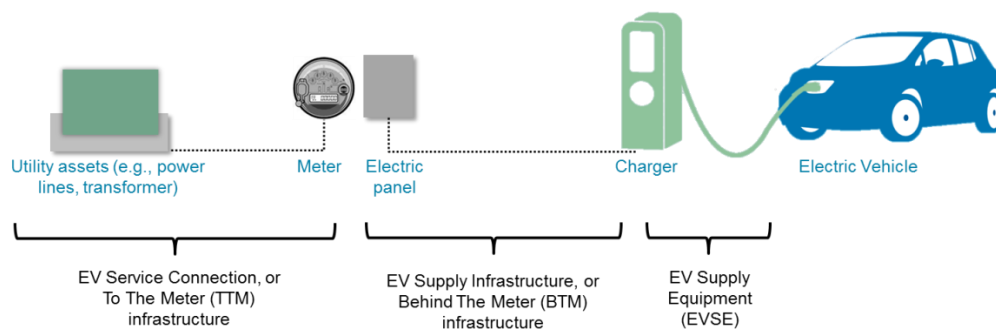 Utility assets (e.g., power
lines, transformer)
Meter
Electric
panel
Charger
Electric Vehicle
EV Service Connection, or
To The Meter (TTM)
infrastructure
EV Supply Infrastructure, or
Behind The Meter (BTM)
infrastructure
EV Supply
Equipment
(EVSE)